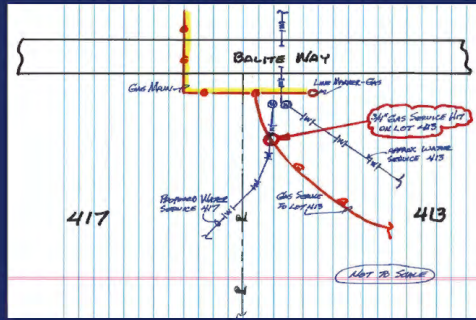 BALITE WAY
GAS MAIN
LINE MARKER-GAS
3/4" GAS SERVICE HIT
ON LOT 413
APPROX WATER
SERVICE 413
PROPOSED WATER
SERVICE 417
GAS SERVICE
TO LOT 413
417
413
NOT TO SCALE